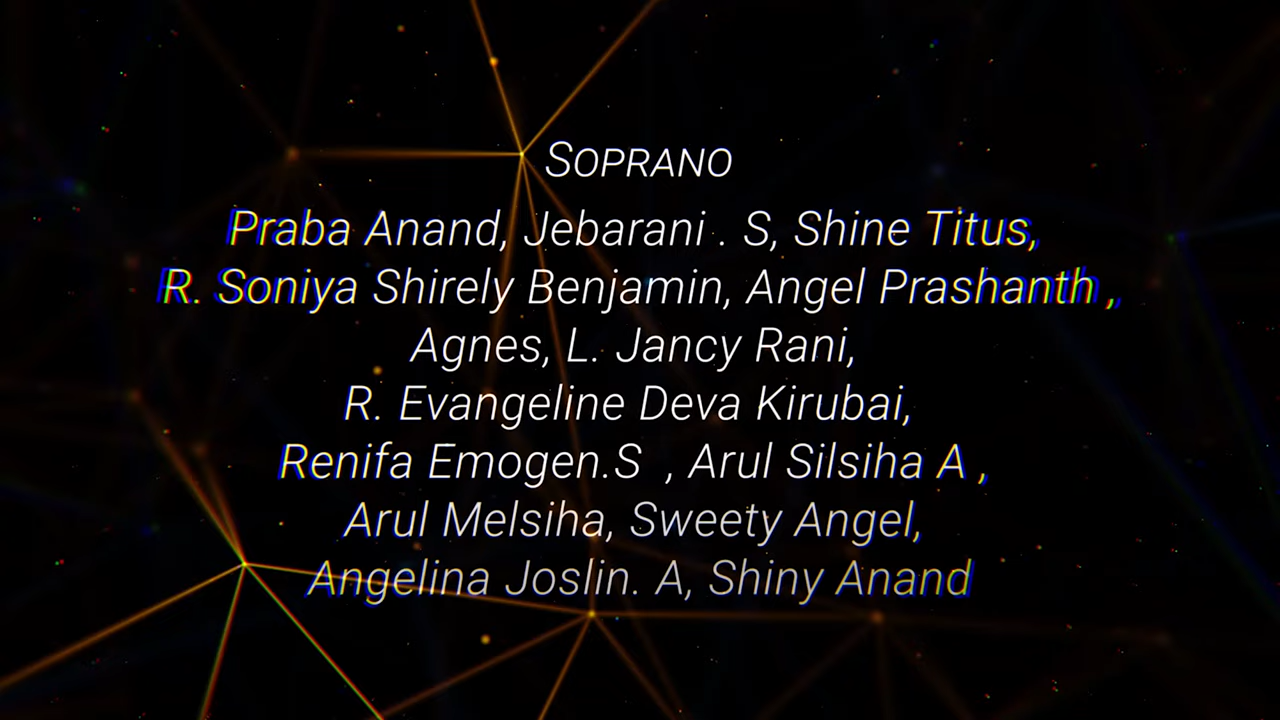 SOPRANO
Praba Anand, Jebarani . S, Shine Titus,
R. Soniya Shirely Benjamin, Angel Prashanth ,
Agnes, L. Jancy Rani,
R. Evangeline Deva Kirubai,
Renifa Emogen.S , Arul Silsiha A ,
Arul Melsiha, Sweety Angel,
Angelina Joslin. A, Shiny Anand